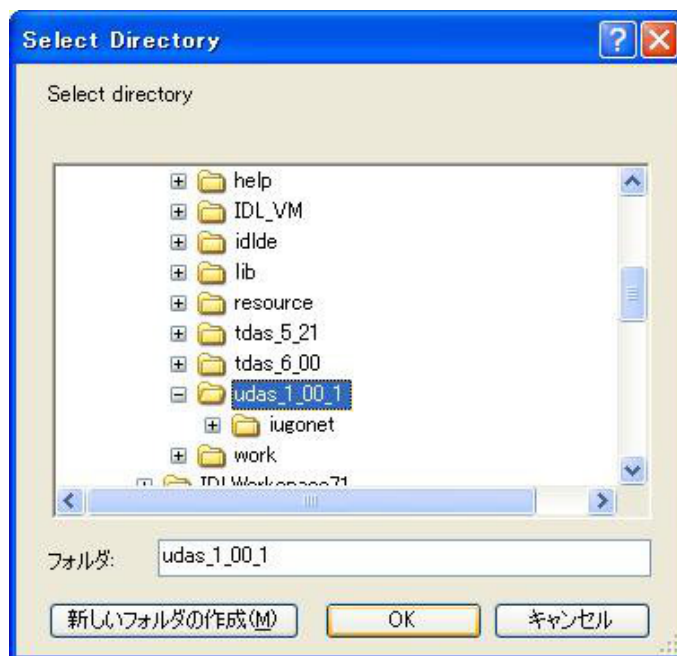 Select Directory
Select directory
help
IDL_VM
idlde
lib
resource
tdas_5_21
tdas_6_00
udas_1_00_1
iugonet
work
IDLWorkspace71
フォルダ: udas_1_00_1
新しいフォルダの作成(M) OK キャンセル